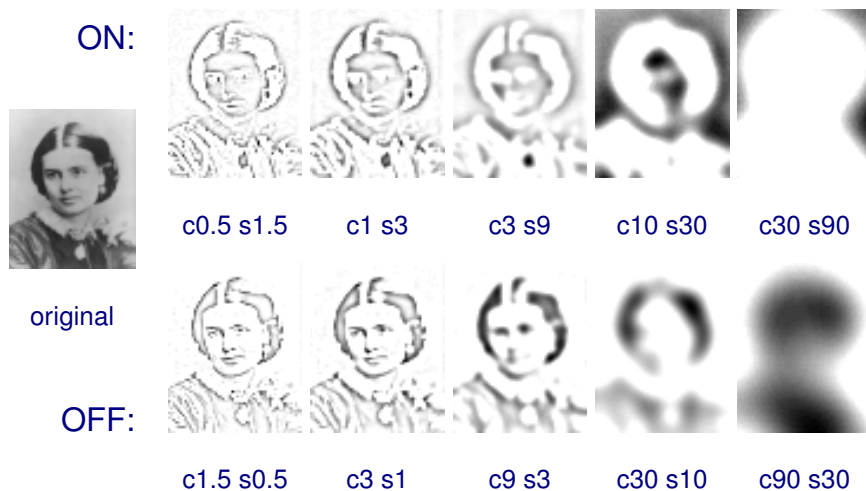 ON:
c0.5 s1.5 c1 s3 c3 s9 c10 s30 c30 s90
original
OFF:
c1.5 s0.5 c3 s1 c9 s3 c30 s10 c90 s30